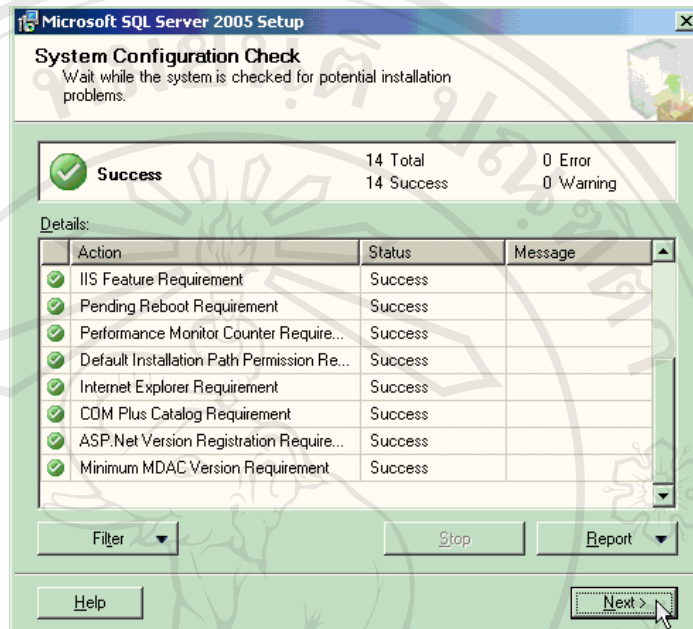 Microsoft SQL Server 2005 Setup
System Configuration Check
Wait while the system is checked for potential installation
problems.
Success
14 Total
0 Error
14 Success
0 Warning
Details:
Action Status Message
IIS Feature Requirement Success
Pending Reboot Requirement Success
Performance Monitor Counter Require... Success
Default Installation Path Permission Re... Success
Internet Explorer Requirement Success
COM Plus Catalog Requirement Success
ASP.Net Version Registration Require... Success
Minimum MDAC Version Requirement Success
Filter
Stop
Report
Help
Next >